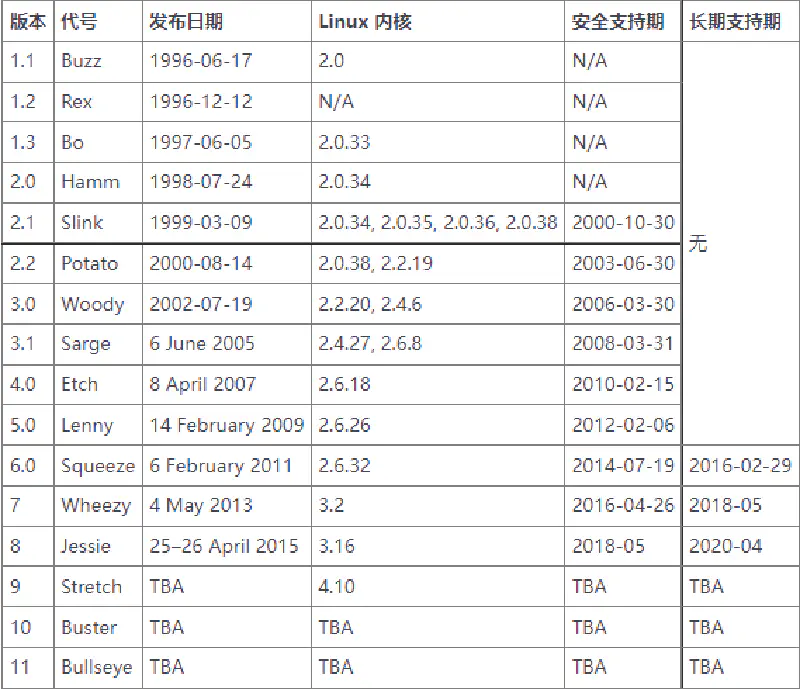 版本 代号 发布日期 Linux 内核 安全支持期 长期支持期
1.1 Buzz 1996-06-17 2.0 N/A
1.2 Rex 1996-12-12 N/A N/A
1.3 Bo 1997-06-05 2.0.33 N/A
2.0 Hamm 1998-07-24 2.0.34 N/A
2.1 Slink 1999-03-09 2.0.34, 2.0.35, 2.0.36, 2.0.38 2000-10-30
无
2.2 Potato 2000-08-14 2.0.38, 2.2.19 2003-06-30
3.0 Woody 2002-07-19 2.2.20, 2.4.6 2006-03-30
3.1 Sarge 6 June 2005 2.4.27, 2.6.8 2008-03-31
4.0 Etch 8 April 2007 2.6.18 2010-02-15
5.0 Lenny 14 February 2009 2.6.26 2012-02-06
6.0 Squeeze 6 February 2011 2.6.32 2014-07-19 2016-02-29
7 Wheezy 4 May 2013 3.2 2016-04-26 2018-05
8 Jessie 25–26 April 2015 3.16 2018-05 2020-04
9 Stretch TBA 4.10 TBA TBA
10 Buster TBA TBA TBA TBA
11 Bullseye TBA TBA TBA TBA